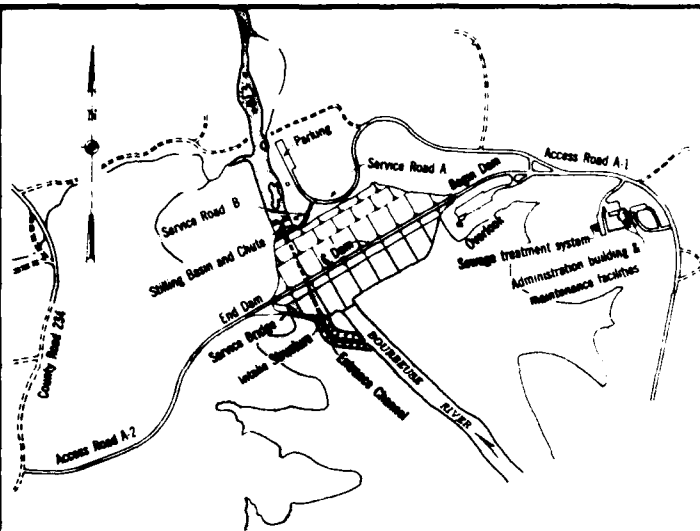 N
Parking
Service Road A
Begin Dam
Access Road A-1
Service Road B
Stilling Basin and Chute
₵ Dam
Overlook
Sewage treatment system
Administration building &
maintenance facilities
End Dam
Service Bridge
Intake Structure
Entrance Channel
BOURBEUSE
RIVER
County Road 234
Access Road A-2